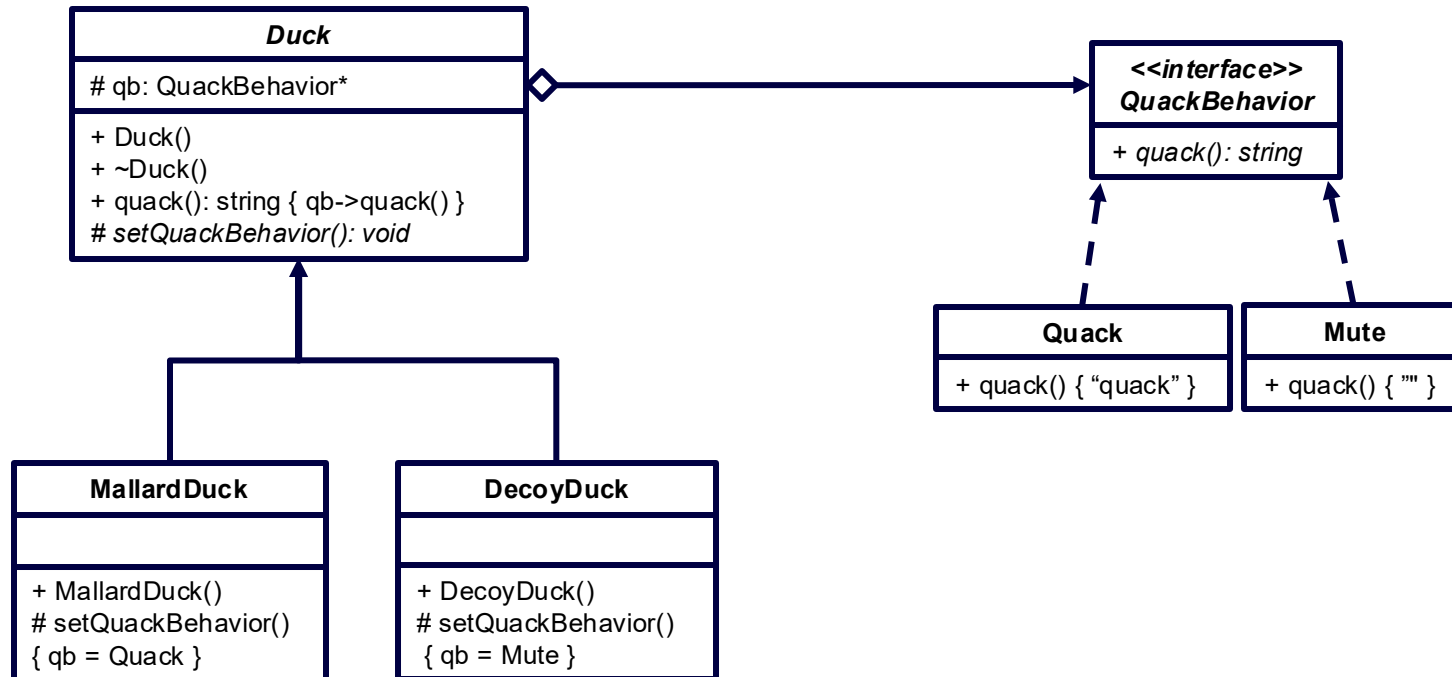 Duck
# qb: QuackBehavior*
+ Duck()
+ ~Duck()
+ quack(): string { qb->quack() }
# setQuackBehavior(): void
<<interface>>
QuackBehavior
+ quack(): string
Quack
+ quack() { “quack” }
Mute
+ quack() { ”" }
MallardDuck
+ MallardDuck()
# setQuackBehavior()
{ qb = Quack }
DecoyDuck
+ DecoyDuck()
# setQuackBehavior()
{ qb = Mute }